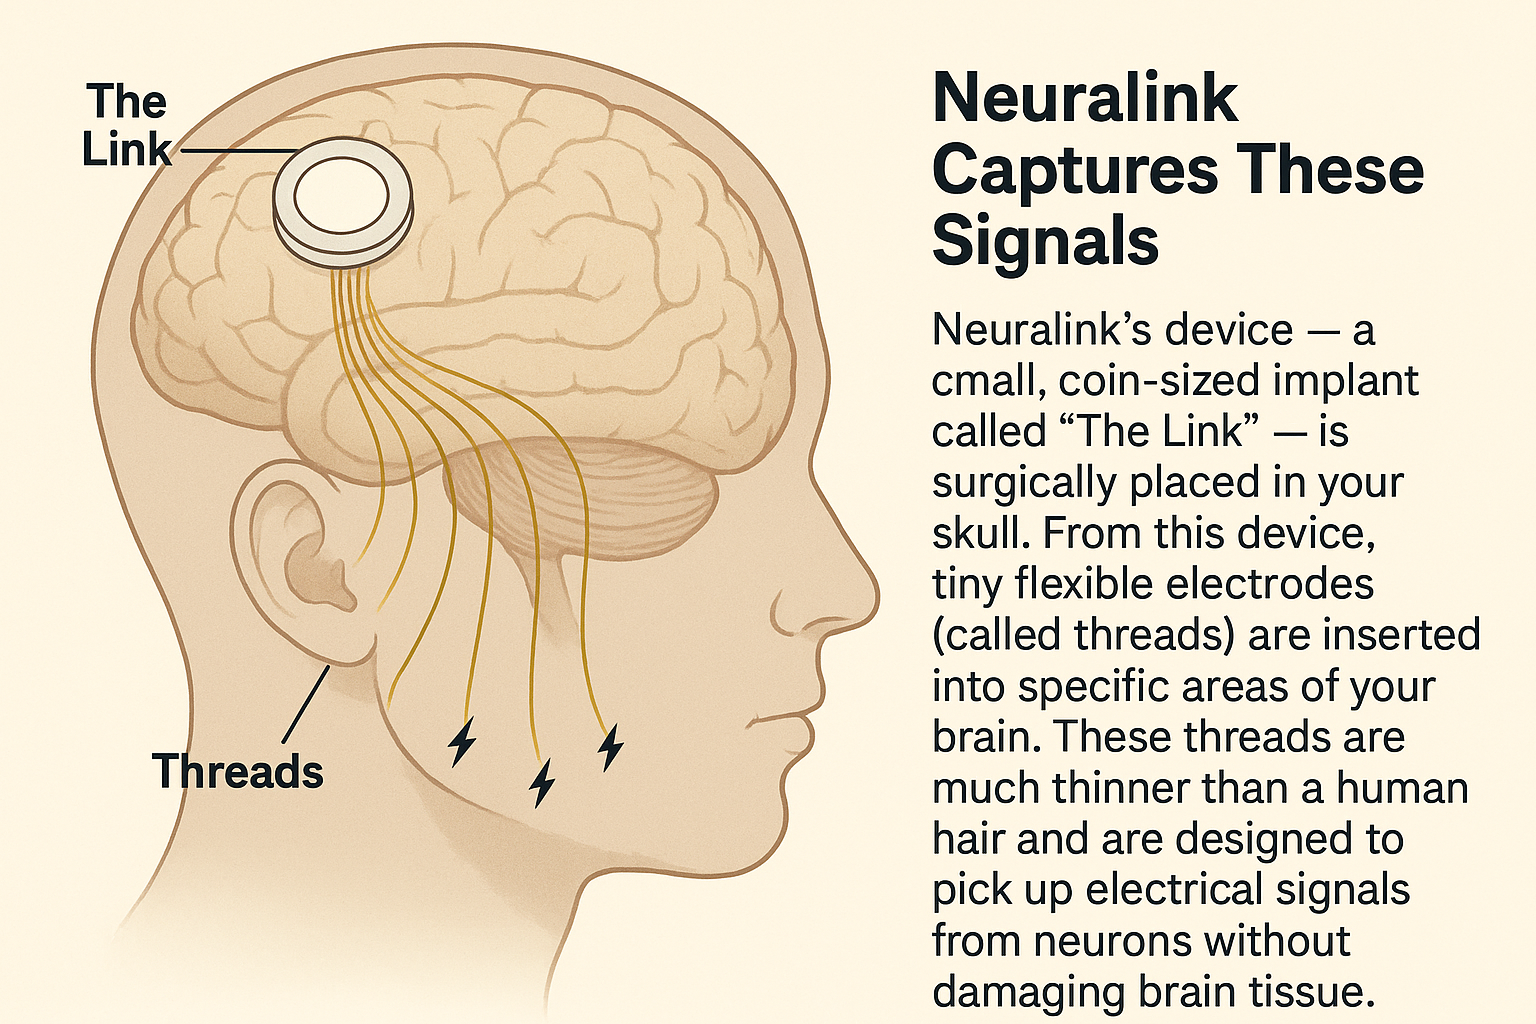 The
Link
Threads
Neuralink
Captures These
Signals
Neuralink’s device — a
cmall, coin-sized implant
called “The Link” — is
surgically placed in your
skull. From this device,
tiny flexible electrodes
(called threads) are inserted
into specific areas of your
brain. These threads are
much thinner than a human
hair and are designed to
pick up electrical signals
from neurons without
damaging brain tissue.